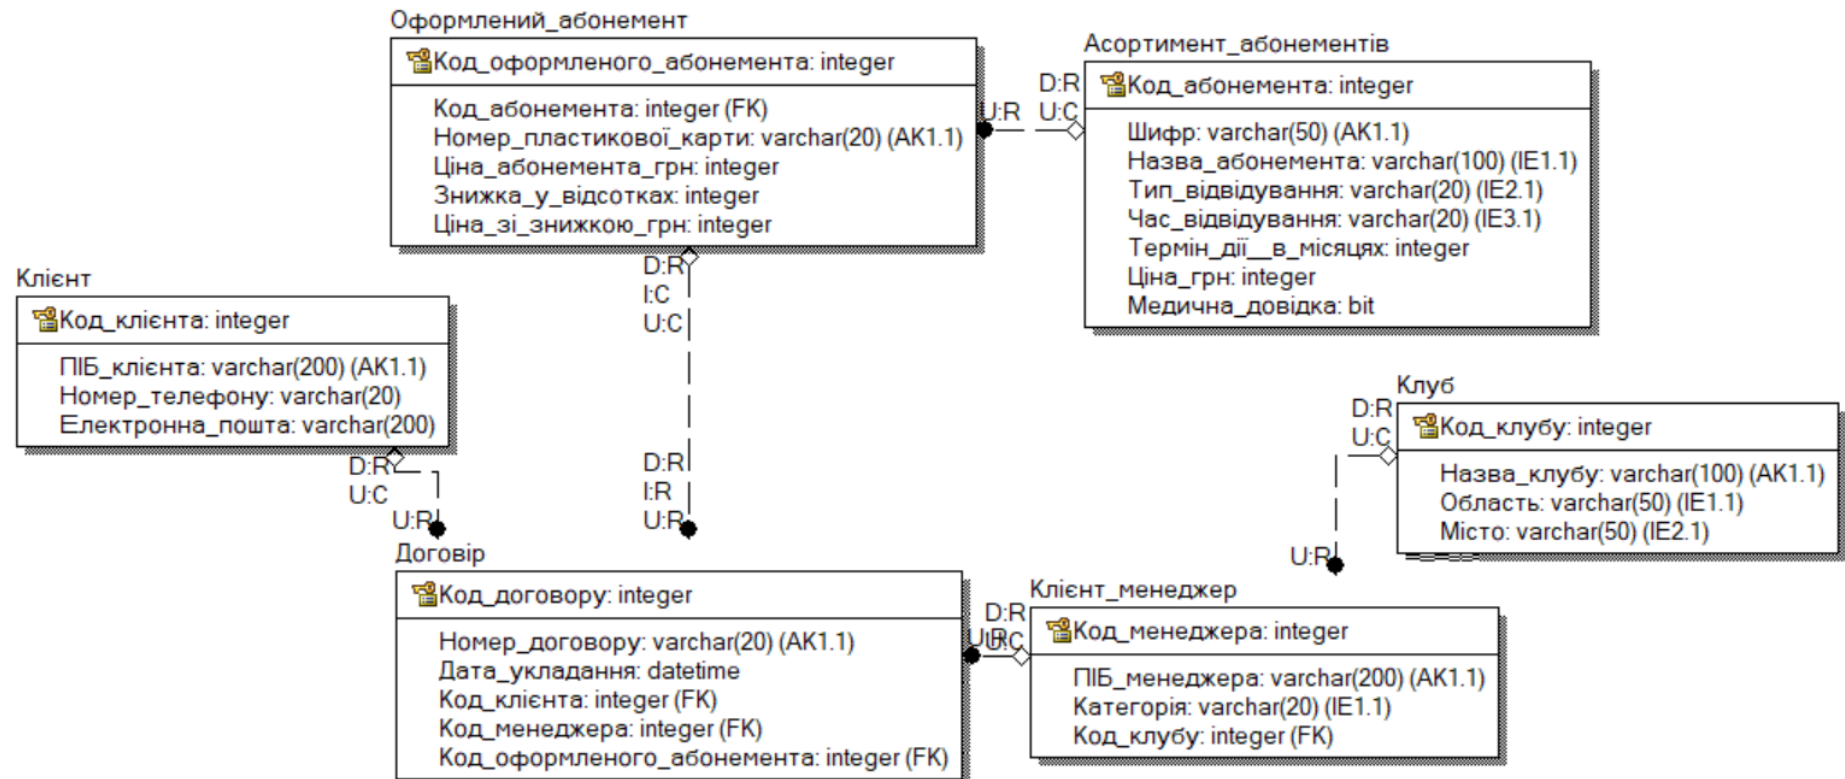 Оформлений_абонемент
Код_оформленого_абонемента: integer
Код_абонемента: integer (FK)
Номер_пластикової_карти: varchar(20) (AK1.1)
Ціна_абонемента_грн: integer
Знижка_у_відсотках: integer
Ціна_зі_знижкою_грн: integer
U:R
D:R
U:C
Асортимент_абонементів
Код_абонемента: integer
Шифр: varchar(50) (AK1.1)
Назва_абонемента: varchar(100) (IE1.1)
Тип_відвідування: varchar(20) (IE2.1)
Час_відвідування: varchar(20) (IE3.1)
Термін_дії__в_місяцях: integer
Ціна_грн: integer
Медична_довідка: bit
D:R
I:C
U:C
D:R
I:R
U:R
Клієнт
Код_клієнта: integer
ПІБ_клієнта: varchar(200) (AK1.1)
Номер_телефону: varchar(20)
Електронна_пошта: varchar(200)
D:R
U:C
U:R
Клуб
D:R
U:C
Код_клубу: integer
Назва_клубу: varchar(100) (AK1.1)
Область: varchar(50) (IE1.1)
Місто: varchar(50) (IE2.1)
U:R
Договір
Код_договору: integer
Номер_договору: varchar(20) (AK1.1)
Дата_укладання: datetime
Код_клієнта: integer (FK)
Код_менеджера: integer (FK)
Код_оформленого_абонемента: integer (FK)
D:R
U:R
U:C
Клієнт_менеджер
Код_менеджера: integer
ПІБ_менеджера: varchar(200) (AK1.1)
Категорія: varchar(20) (IE1.1)
Код_клубу: integer (FK)